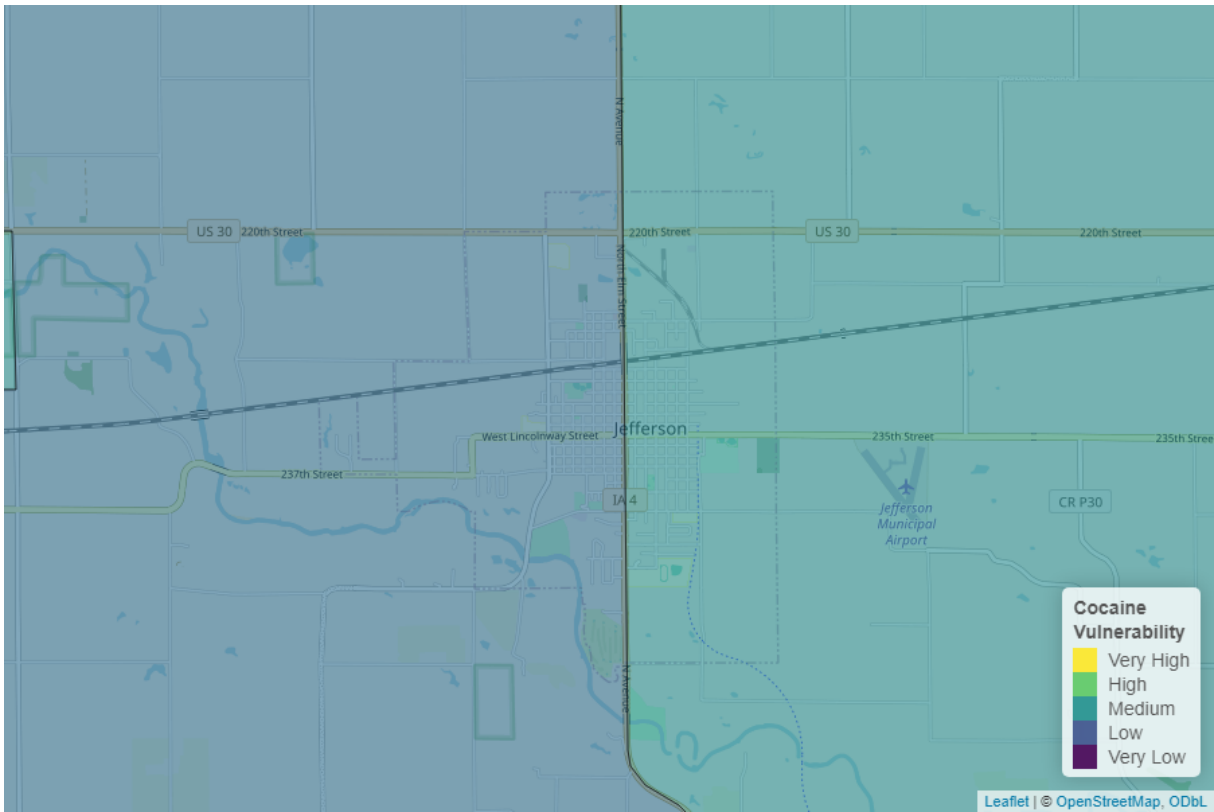 N Avenue
US 30
220th Street
220th Street
US 30
220th Street
North Elm Street
Jefferson
West Lincolnway Street
235th Street
235th Stree
237th Street
IA 4
CR P30
Jefferson
Municipal
Airport
N Avenue
Cocaine
Vulnerability
Very High
High
Medium
Low
Very Low
Leaflet | © OpenStreetMap, ODbL